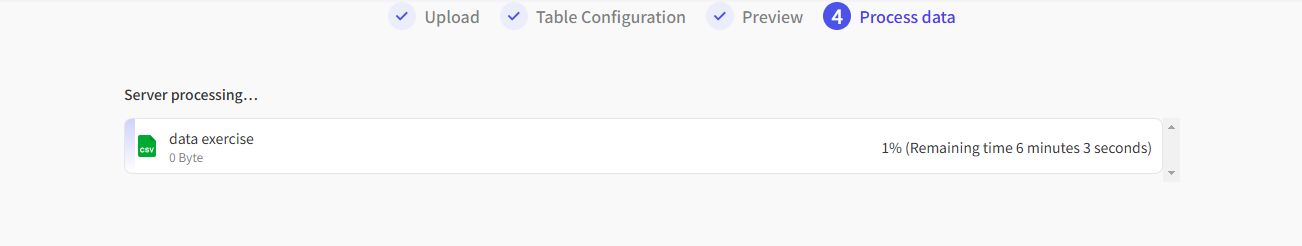 Upload Table Configuration Preview 4 Process data
Server processing...
CSV data exercise
0 Byte
1% (Remaining time 6 minutes 3 seconds)